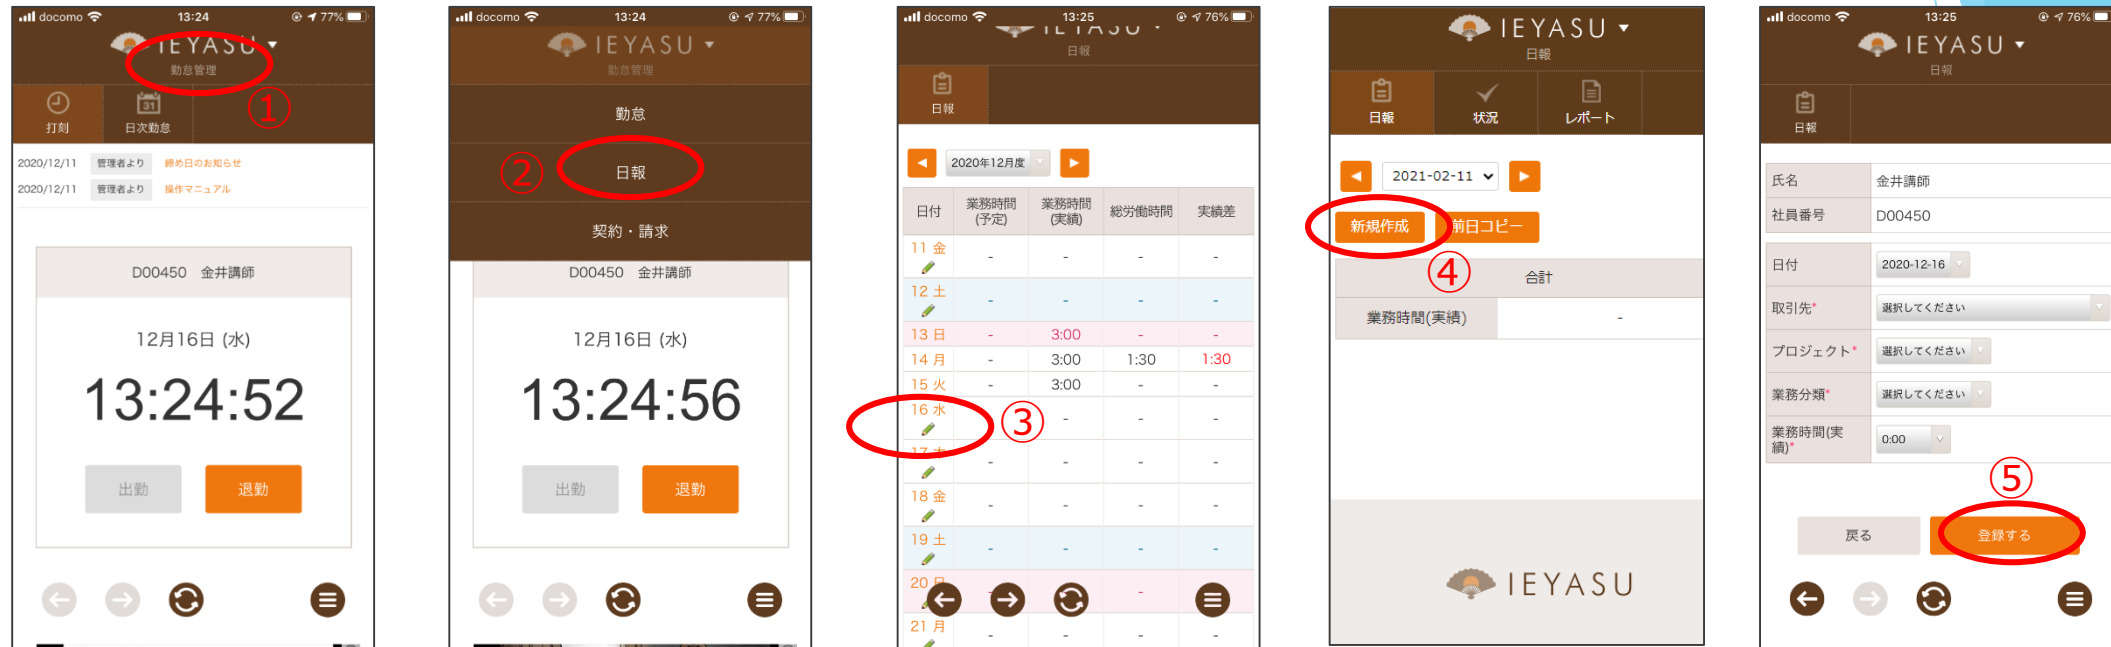 docomo 13:24 77%
IEYASU
勤怠管理
①
打刻 日次勤怠
2020/12/11 管理者より 締め日のお知らせ
2020/12/11 管理者より 操作マニュアル
D00450 金井講師
12月16日 (水)
13:24:52
出勤 退勤
docomo 13:24 77%
IEYASU
勤怠管理
勤怠
② 日報
契約・請求
D00450 金井講師
12月16日 (水)
13:24:56
出勤 退勤
docomo 13:25 76%
IEYASU
日報
日報
2020年12月度
日付 業務時間(予定) 業務時間(実績) 総労働時間 実績差
11 金 - - - -
12 土 - - - -
13 日 - 3:00 - -
14 月 - 3:00 1:30 1:30
15 火 - 3:00 - -
16 水 - - -
③
17 木 - - - -
18 金 - - - -
19 土 - - - -
20 日 - -
21 月 - - - -
IEYASU
日報
日報 状況 レポート
2021-02-11
新規作成 前日コピー
④
合計
業務時間(実績) -
IEYASU
docomo 13:25 76%
IEYASU
日報
日報
氏名 金井講師
社員番号 D00450
日付 2020-12-16
取引先* 選択してください
プロジェクト* 選択してください
業務分類* 選択してください
業務時間(実績)* 0:00
⑤
戻る 登録する